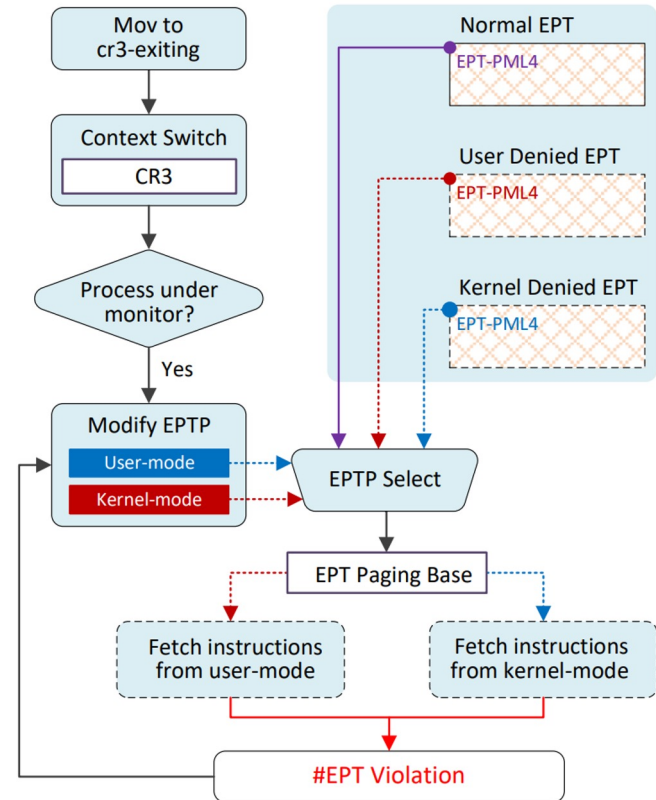 Mov to
cr3-exiting
Context Switch
CR3
Process under
monitor?
Yes
Modify EPTP
User-mode
Kernel-mode
Normal EPT
EPT-PML4
User Denied EPT
EPT-PML4
Kernel Denied EPT
EPT-PML4
EPTP Select
EPT Paging Base
Fetch instructions
from user-mode
Fetch instructions
from kernel-mode
#EPT Violation